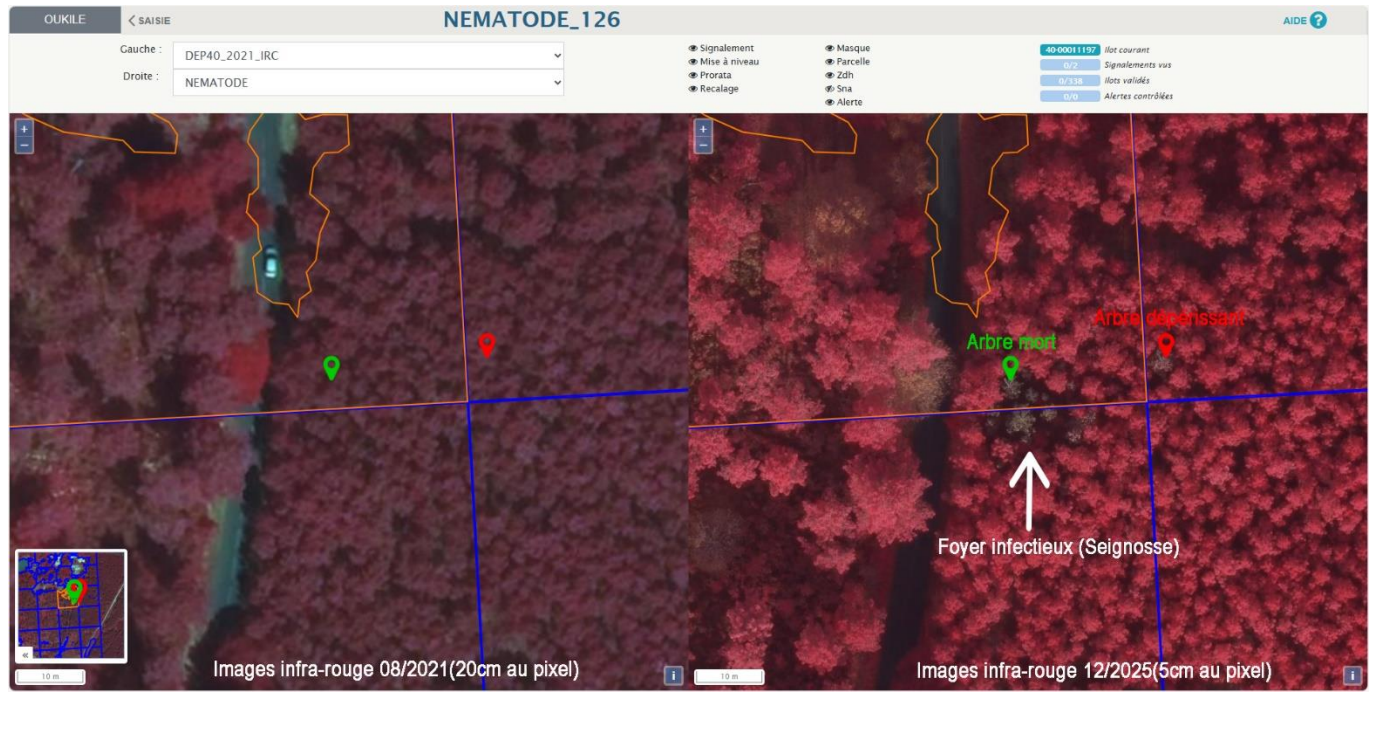 OUKILE
SAISIE
NEMATODE_126
AIDE ?
Gauche :
DEP40_2021_IRC
Droite :
NEMATODE
Signalement
Mise à niveau
Prorata
Recalage
Masque
Parcelle
Zdh
Sna
Alerte
40-00011197 Ilot courant
0/2 Signalements vus
0/338 Ilots validés
0/0 Alertes contrôlées
+
−
+
−
Arbre dépérissant
Arbre mort
Foyer infectieux (Seignosse)
«
10 m
Images infra-rouge 08/2021(20cm au pixel)
i
10 m
Images infra-rouge 12/2025(5cm au pixel)
i